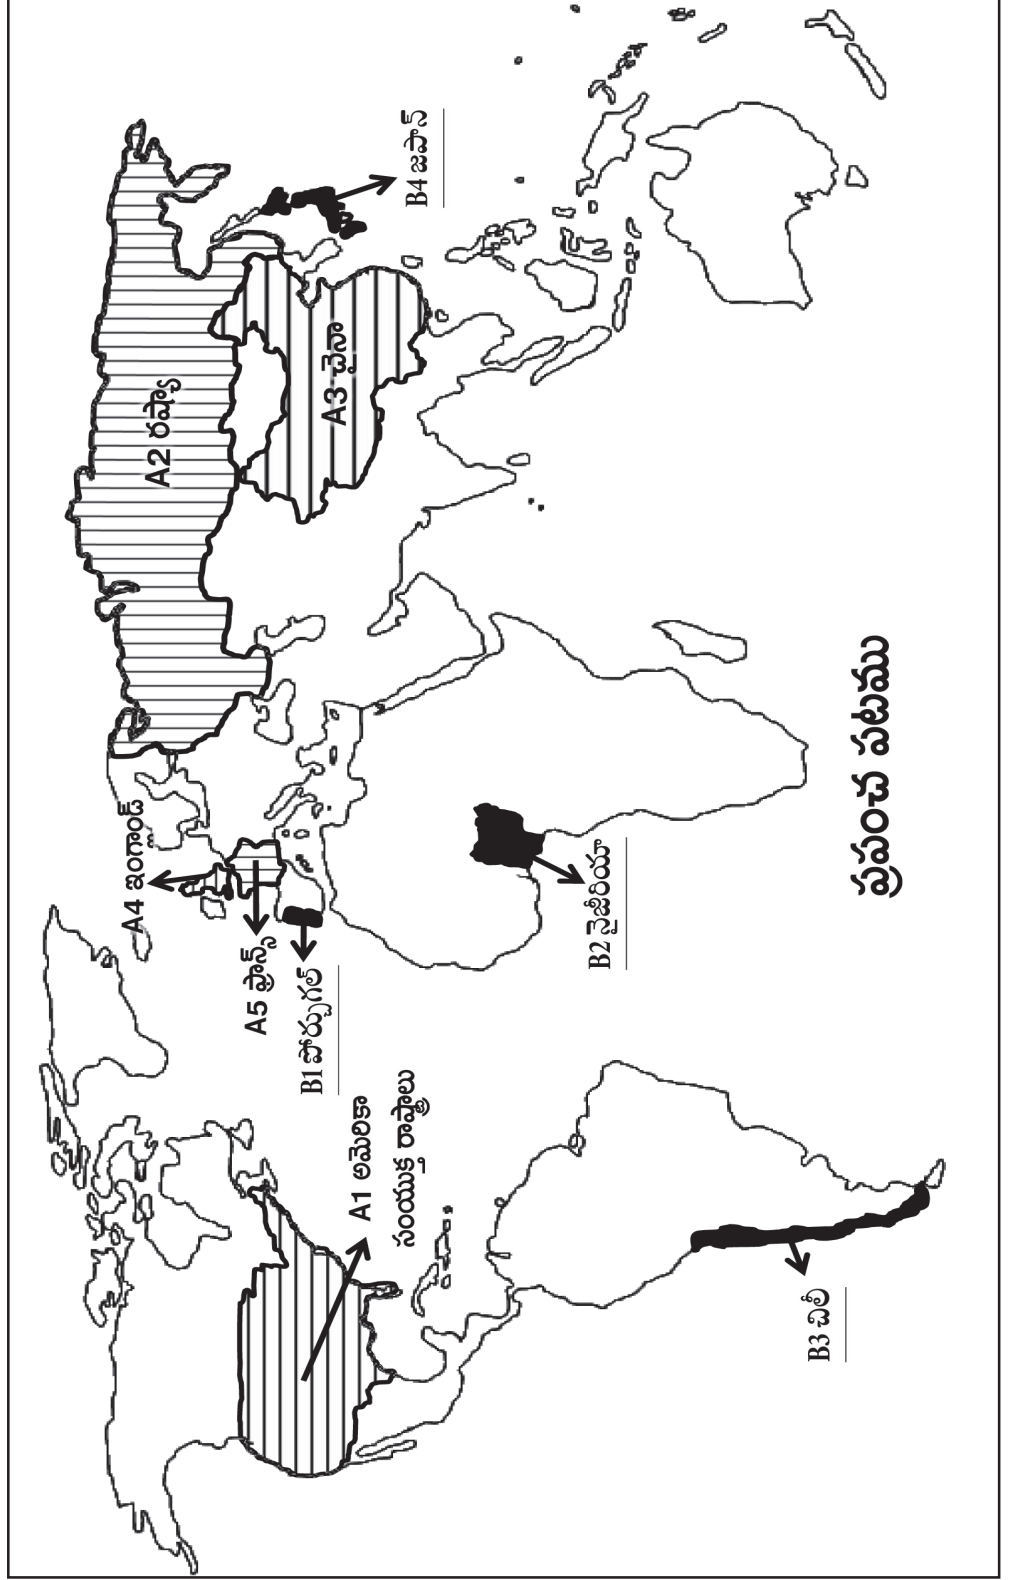 A1 అమెరికా
సంయుక్త రాష్ట్రాలు
A2 రష్యా
A3 చైనా
A4 ఇంగ్లాండ్
A5 ఫ్రాన్స్
B1 పోర్చుగల్
B2 నైజీరియా
B3 చిలీ
B4 జపాన్
ప్రపంచ పటము